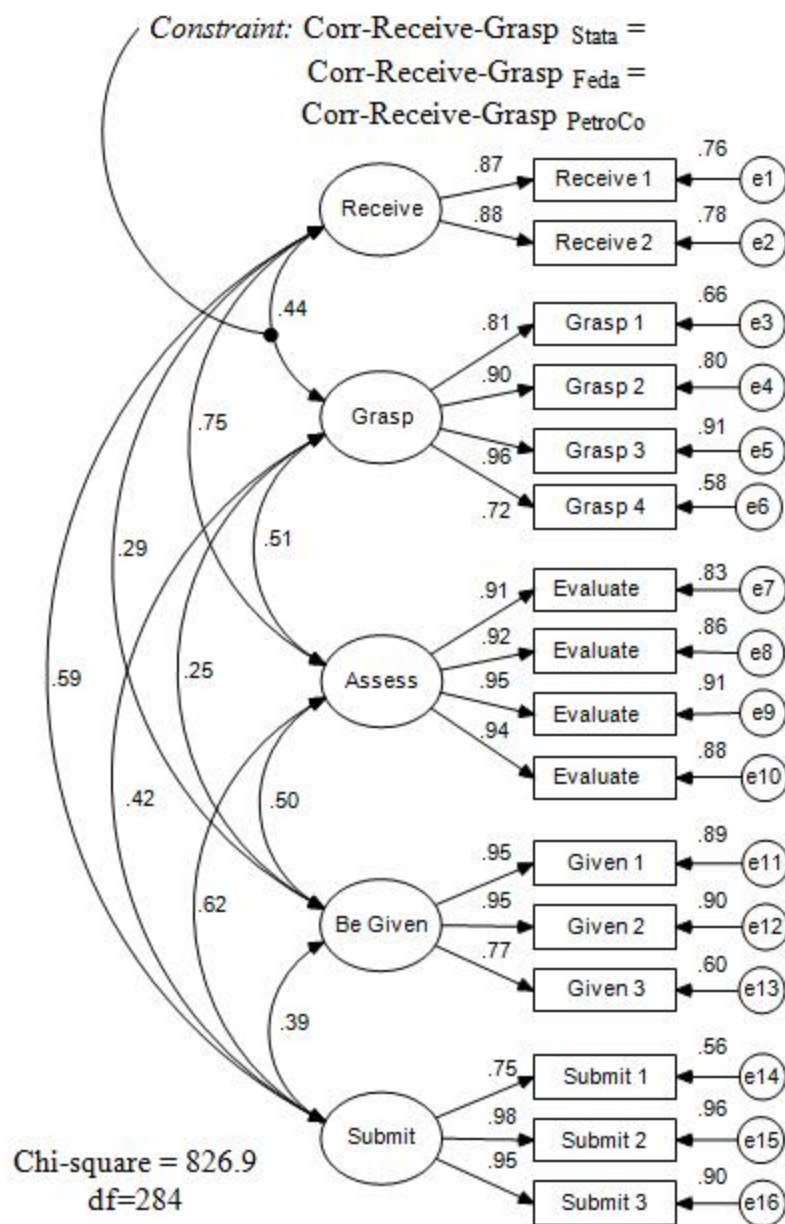 Constraint: Corr-Receive-Grasp Stata =
Corr-Receive-Grasp Feda =
Corr-Receive-Grasp PetroCo
.76
.87
Receive 1
e1
Receive
.78
.88
Receive 2
e2
.44
.66
.81
Grasp 1
e3
.80
.90
Grasp 2
e4
Grasp
.91
.96
Grasp 3
e5
.75
.58
.72
Grasp 4
e6
.29
.51
.83
.91
Evaluate
e7
.86
.92
Evaluate
e8
.59
.25
Assess
.91
.95
Evaluate
e9
.88
.94
Evaluate
e10
.42
.50
.89
.95
Given 1
e11
.62
.90
.95
Given 2
e12
Be Given
.60
.77
Given 3
e13
.39
.56
.75
Submit 1
e14
.96
.98
Submit 2
e15
Submit
.90
.95
Submit 3
e16
Chi-square = 826.9
df=284